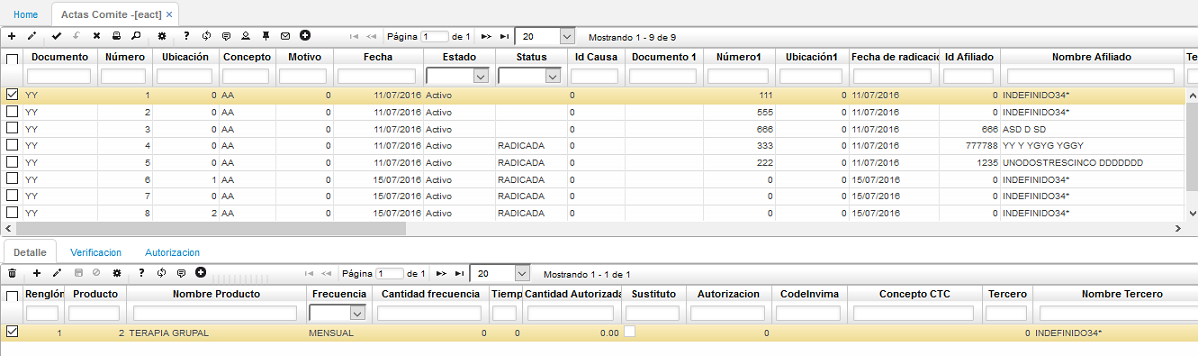 Home Actas Comite -[eact] ×
Página 1 de 1 20 Mostrando 1 - 9 de 9
Documento Número Ubicación Concepto Motivo Fecha Estado Status Id Causa Documento 1 Número1 Ubicación1 Fecha de radicació Id Afiliado Nombre Afiliado Te
YY 1 0 AA 0 11/07/2016 Activo 0 111 0 11/07/2016 0 INDEFINIDO34*
YY 2 0 AA 0 11/07/2016 Activo 0 555 0 11/07/2016 0 INDEFINIDO34*
YY 3 0 AA 0 11/07/2016 Activo 0 666 0 11/07/2016 666 ASD D SD
YY 4 0 AA 0 11/07/2016 Activo RADICADA 0 333 0 11/07/2016 777788 YY Y YGYG YGGY
YY 5 0 AA 0 11/07/2016 Activo RADICADA 0 222 0 11/07/2016 1235 UNODOSTRESCINCO DDDDDDD
YY 6 1 AA 0 15/07/2016 Activo RADICADA 0 0 0 15/07/2016 0 INDEFINIDO34*
YY 7 0 AA 0 15/07/2016 Activo RADICADA 0 0 0 15/07/2016 0 INDEFINIDO34*
YY 8 2 AA 0 15/07/2016 Activo RADICADA 0 0 0 15/07/2016 0 INDEFINIDO34*
Detalle Verificacion Autorizacion
Página 1 de 1 20 Mostrando 1 - 1 de 1
Renglón Producto Nombre Producto Frecuencia Cantidad frecuencia Tiemp Cantidad Autorizada Sustituto Autorizacion CodeInvima Concepto CTC Tercero Nombre Tercero
1 2 TERAPIA GRUPAL MENSUAL 0 0 0.00 0 0 INDEFINIDO34*